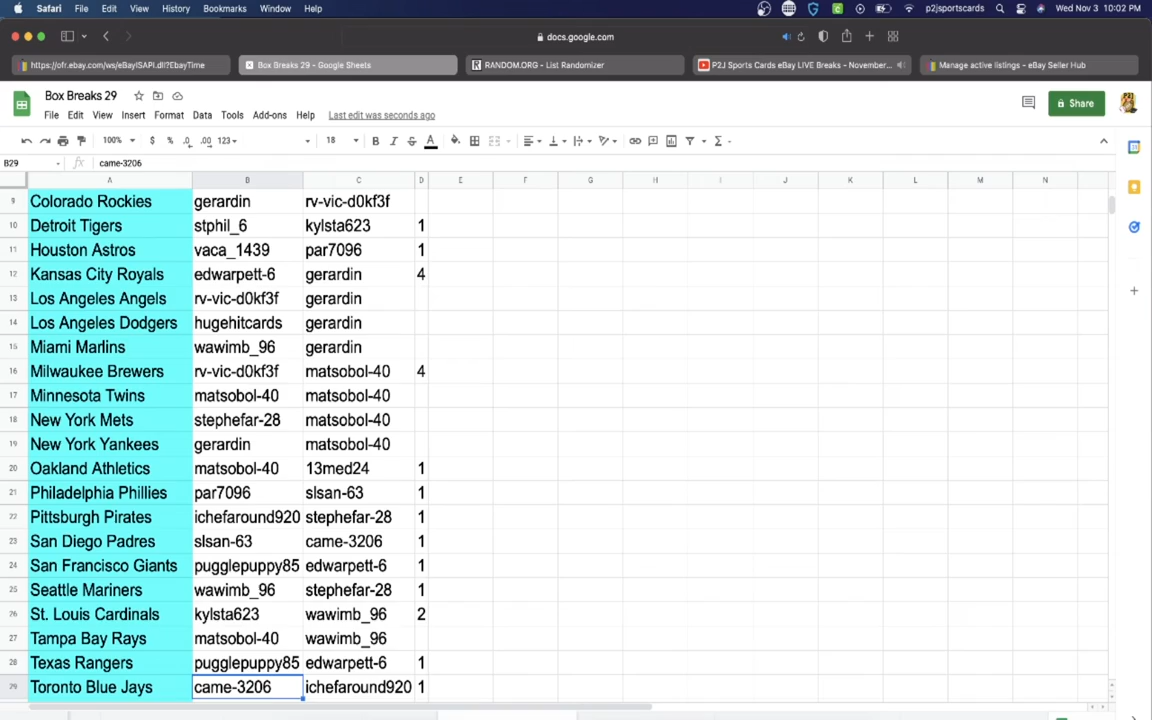 Safari File Edit View History Bookmarks Window Help p2jsportscards Wed Nov 3 10:02 PM
docs.google.com
https://ofr.ebay.com/ws/eBayISAPI.dll?EbayTime Box Breaks 29 - Google Sheets RANDOM.ORG - List Randomizer P2J Sports Cards eBay LIVE Breaks - November... Manage active listings - eBay Seller Hub
Box Breaks 29
File Edit View Insert Format Data Tools Add-ons Help Last edit was seconds ago
Share
100% $ % .0 .00 123 18 B I S A
B29 fx came-3206
A B C D E F G H I J K L M N
9 Colorado Rockies gerardin rv-vic-d0kf3f
10 Detroit Tigers stphil_6 kylsta623 1
11 Houston Astros vaca_1439 par7096 1
12 Kansas City Royals edwarpett-6 gerardin 4
13 Los Angeles Angels rv-vic-d0kf3f gerardin
14 Los Angeles Dodgers hugehitcards gerardin
15 Miami Marlins wawimb_96 gerardin
16 Milwaukee Brewers rv-vic-d0kf3f matsobol-40 4
17 Minnesota Twins matsobol-40 matsobol-40
18 New York Mets stephefar-28 matsobol-40
19 New York Yankees gerardin matsobol-40
20 Oakland Athletics matsobol-40 13med24 1
21 Philadelphia Phillies par7096 slsan-63 1
22 Pittsburgh Pirates ichefaround920 stephefar-28 1
23 San Diego Padres slsan-63 came-3206 1
24 San Francisco Giants pugglepuppy85 edwarpett-6 1
25 Seattle Mariners wawimb_96 stephefar-28 1
26 St. Louis Cardinals kylsta623 wawimb_96 2
27 Tampa Bay Rays matsobol-40 wawimb_96
28 Texas Rangers pugglepuppy85 edwarpett-6 1
29 Toronto Blue Jays came-3206 ichefaround920 1